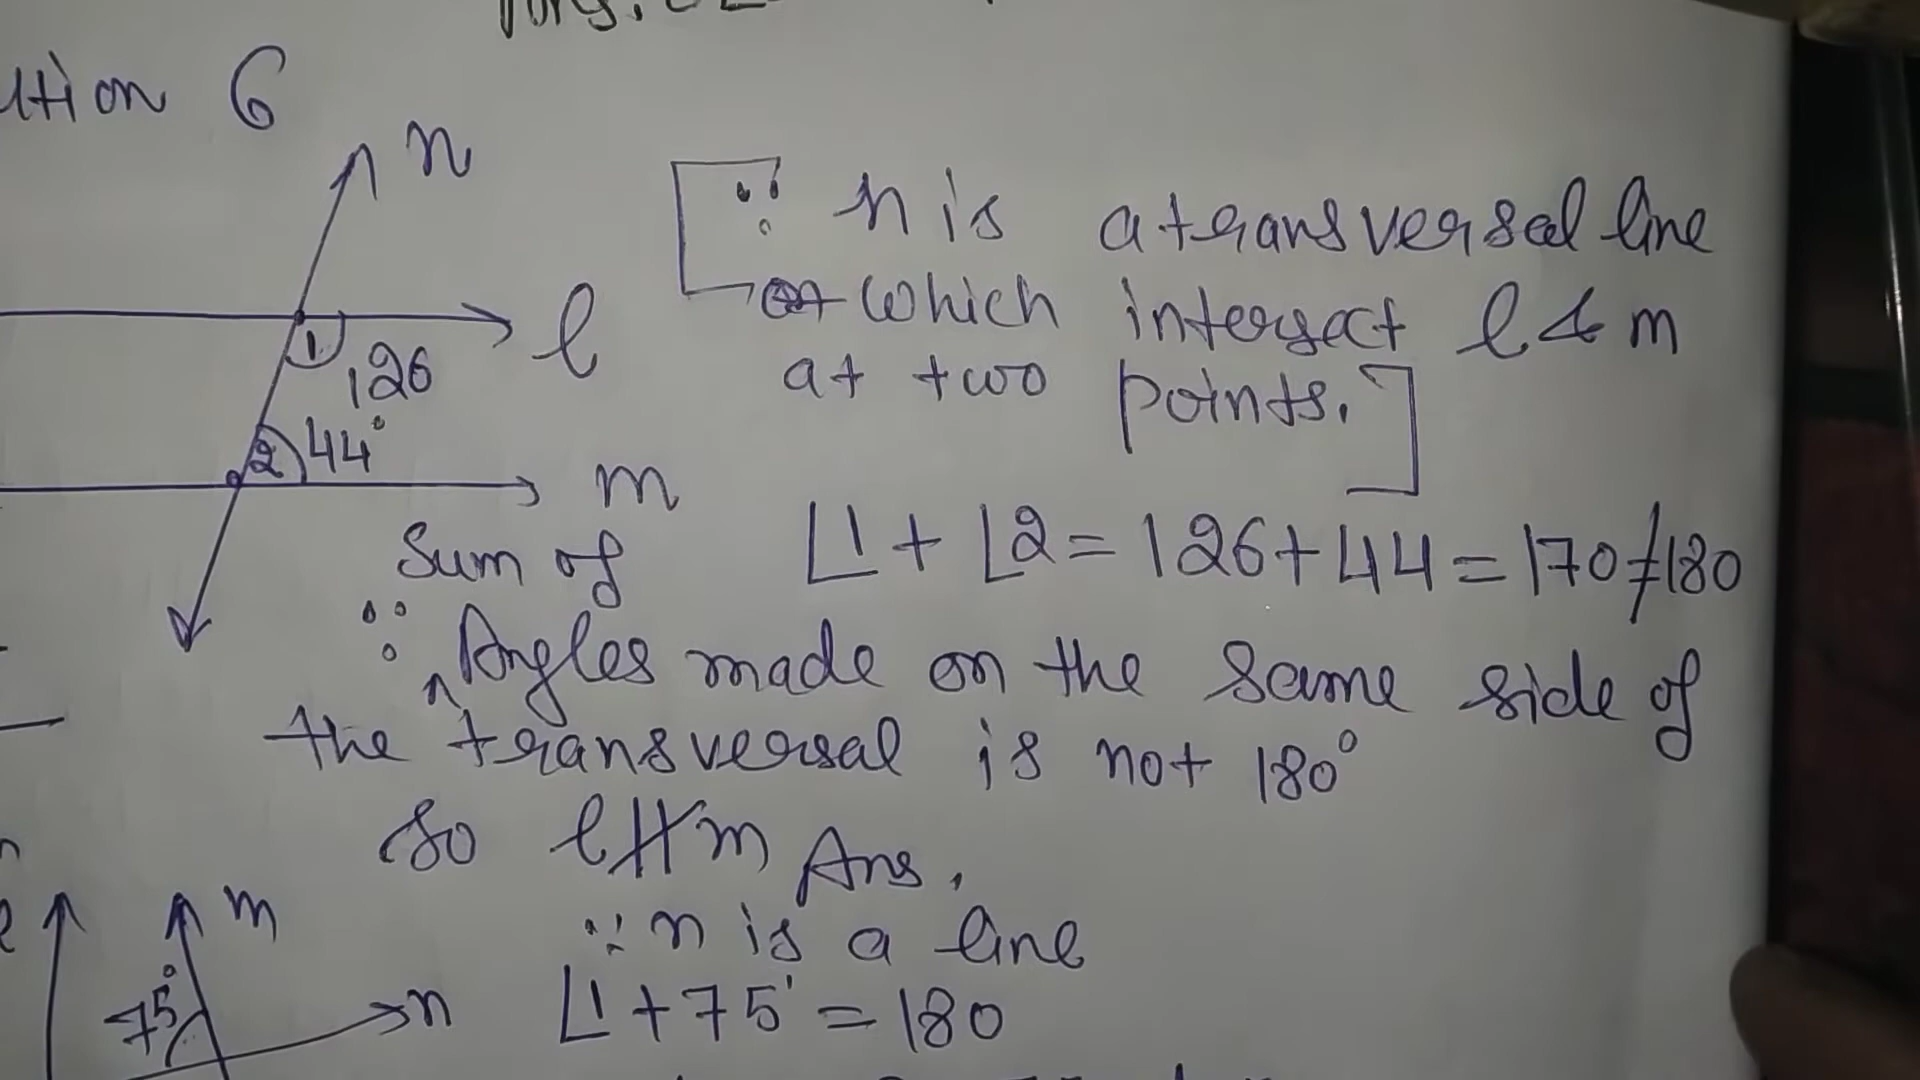 ution 6
n
∵ n is a transversal line
which intersect l & m
at two points.]
l
1
126
2 44°
m
Sum of
∠1 + ∠2 = 126 + 44 = 170 ≠ 180
∵ ^ Angles made on the same side of
the transversal is not 180°
So l ∦ m Ans.
m
∵ n is a line
75°
n
∠1 + 75° = 180